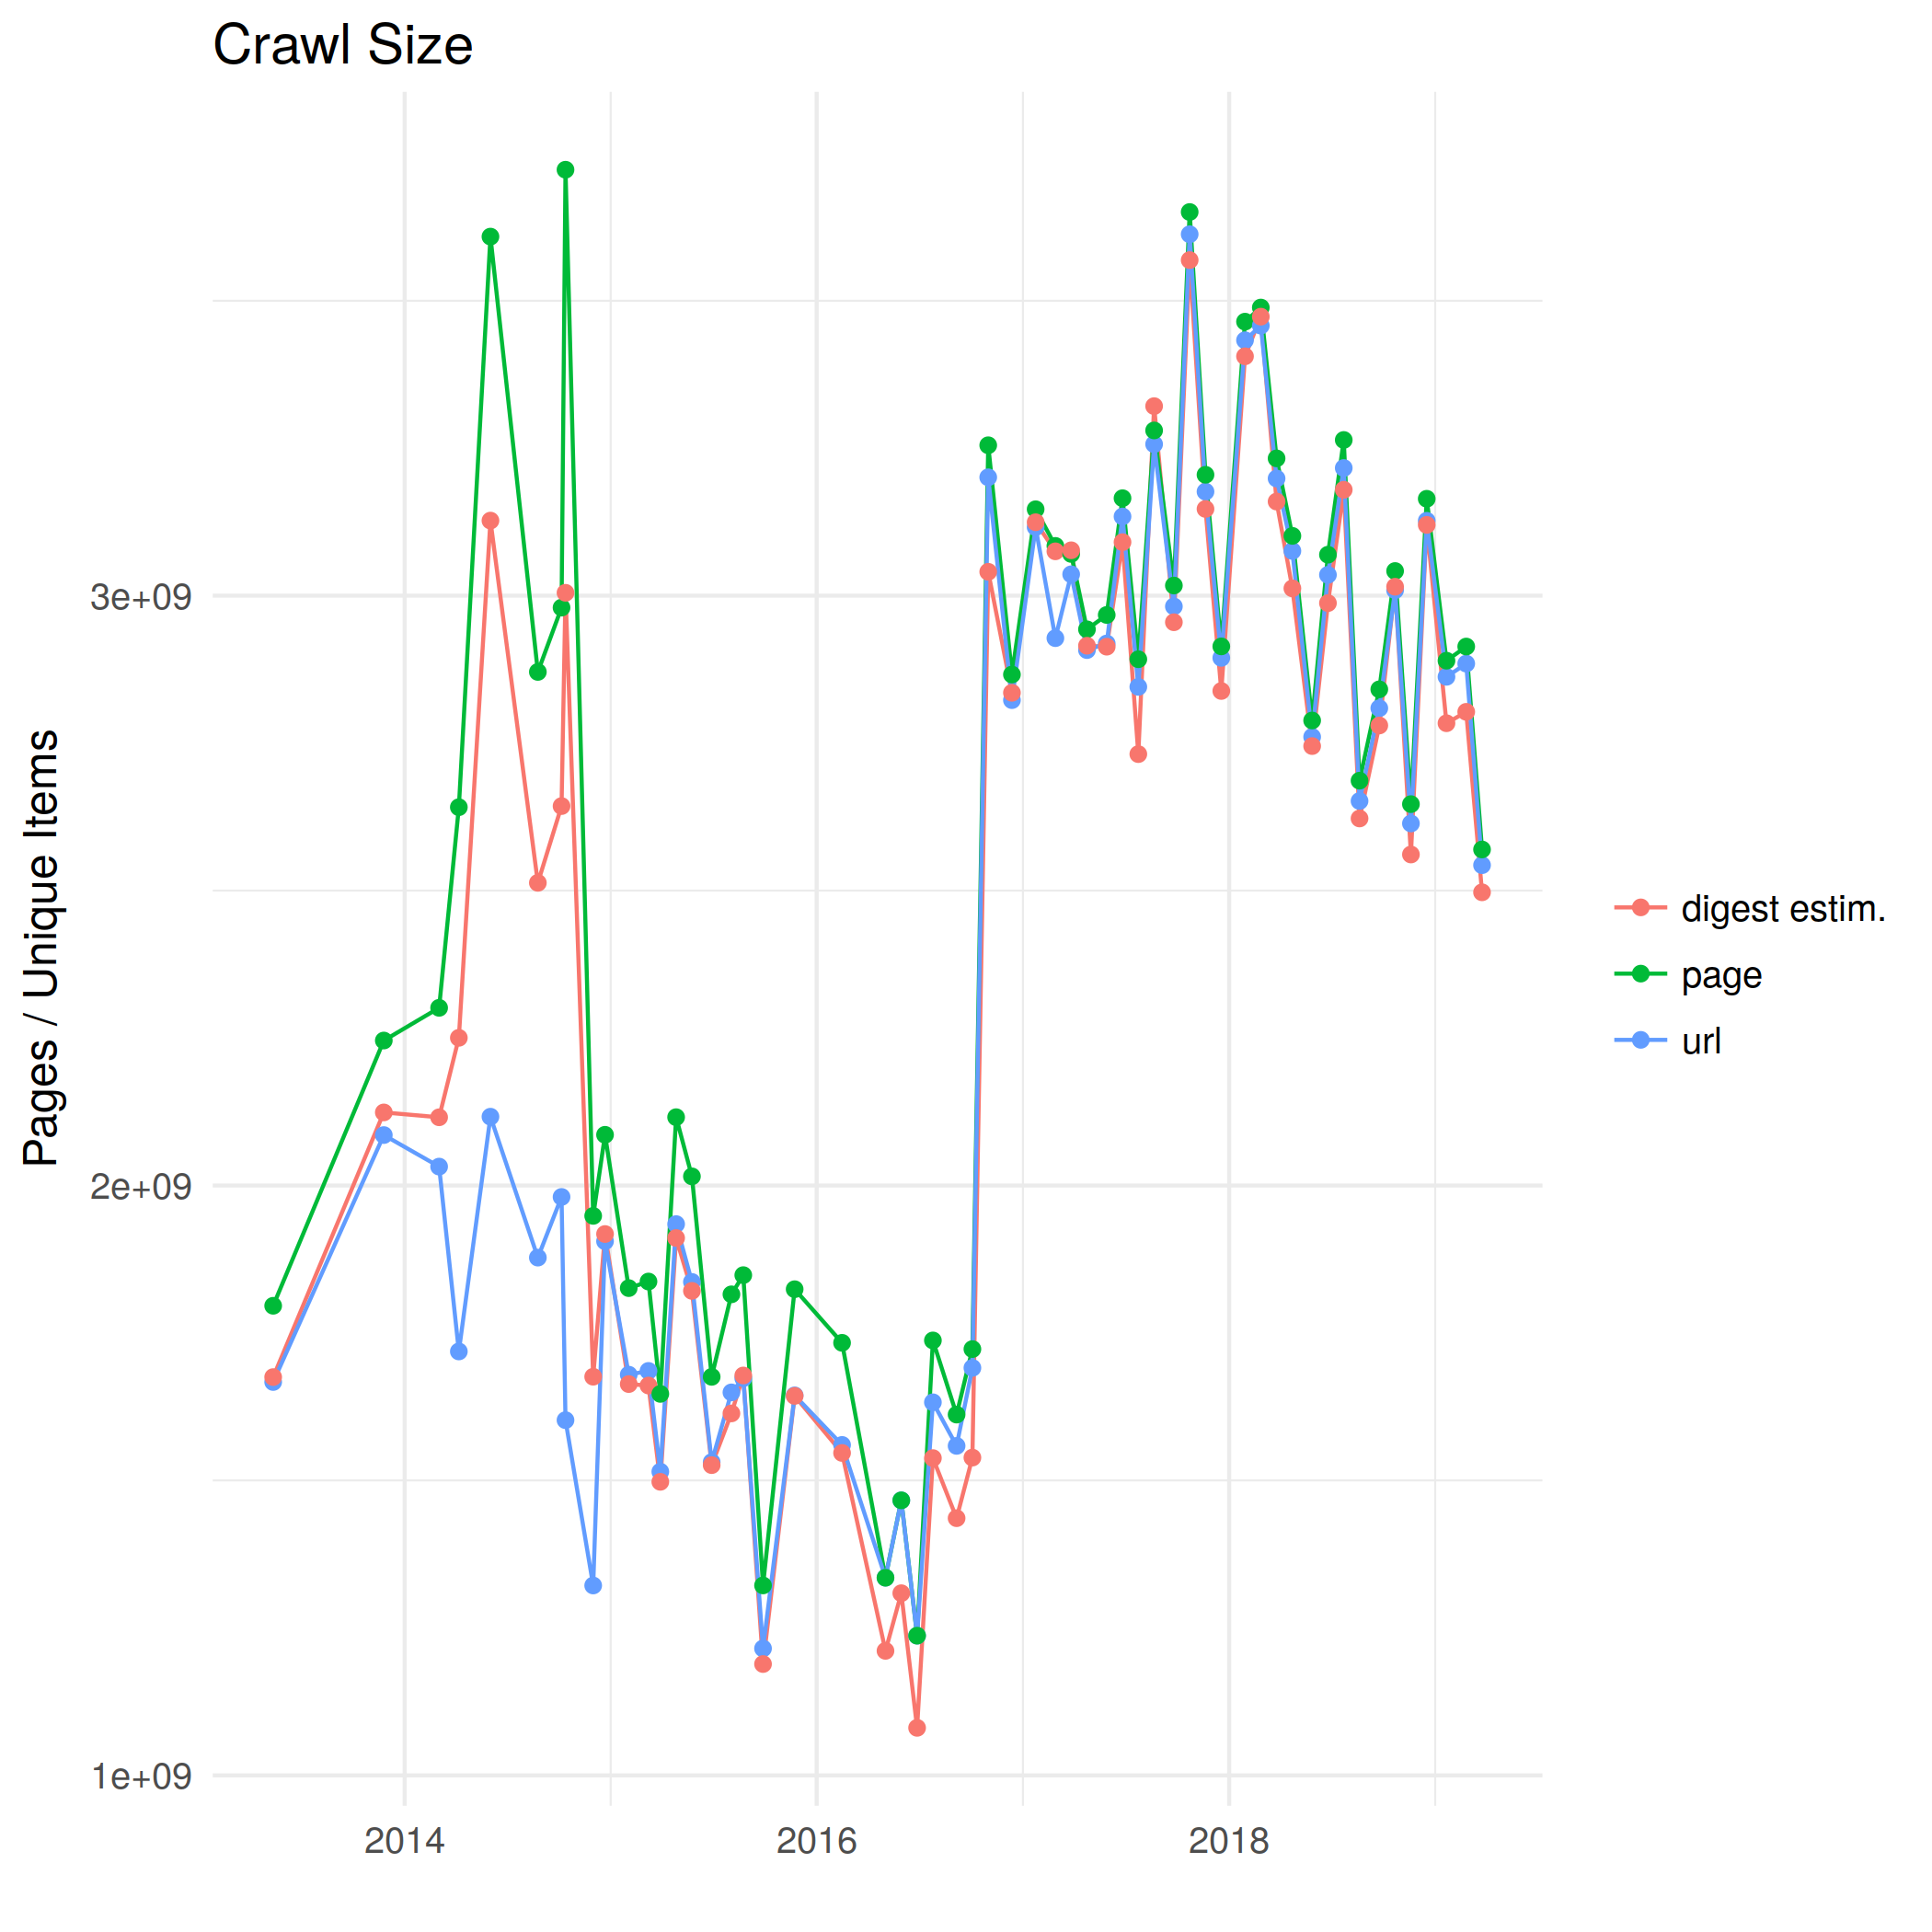 Crawl Size
Pages / Unique Items
3e+09
2e+09
1e+09
2014
2016
2018
digest estim.
page
url